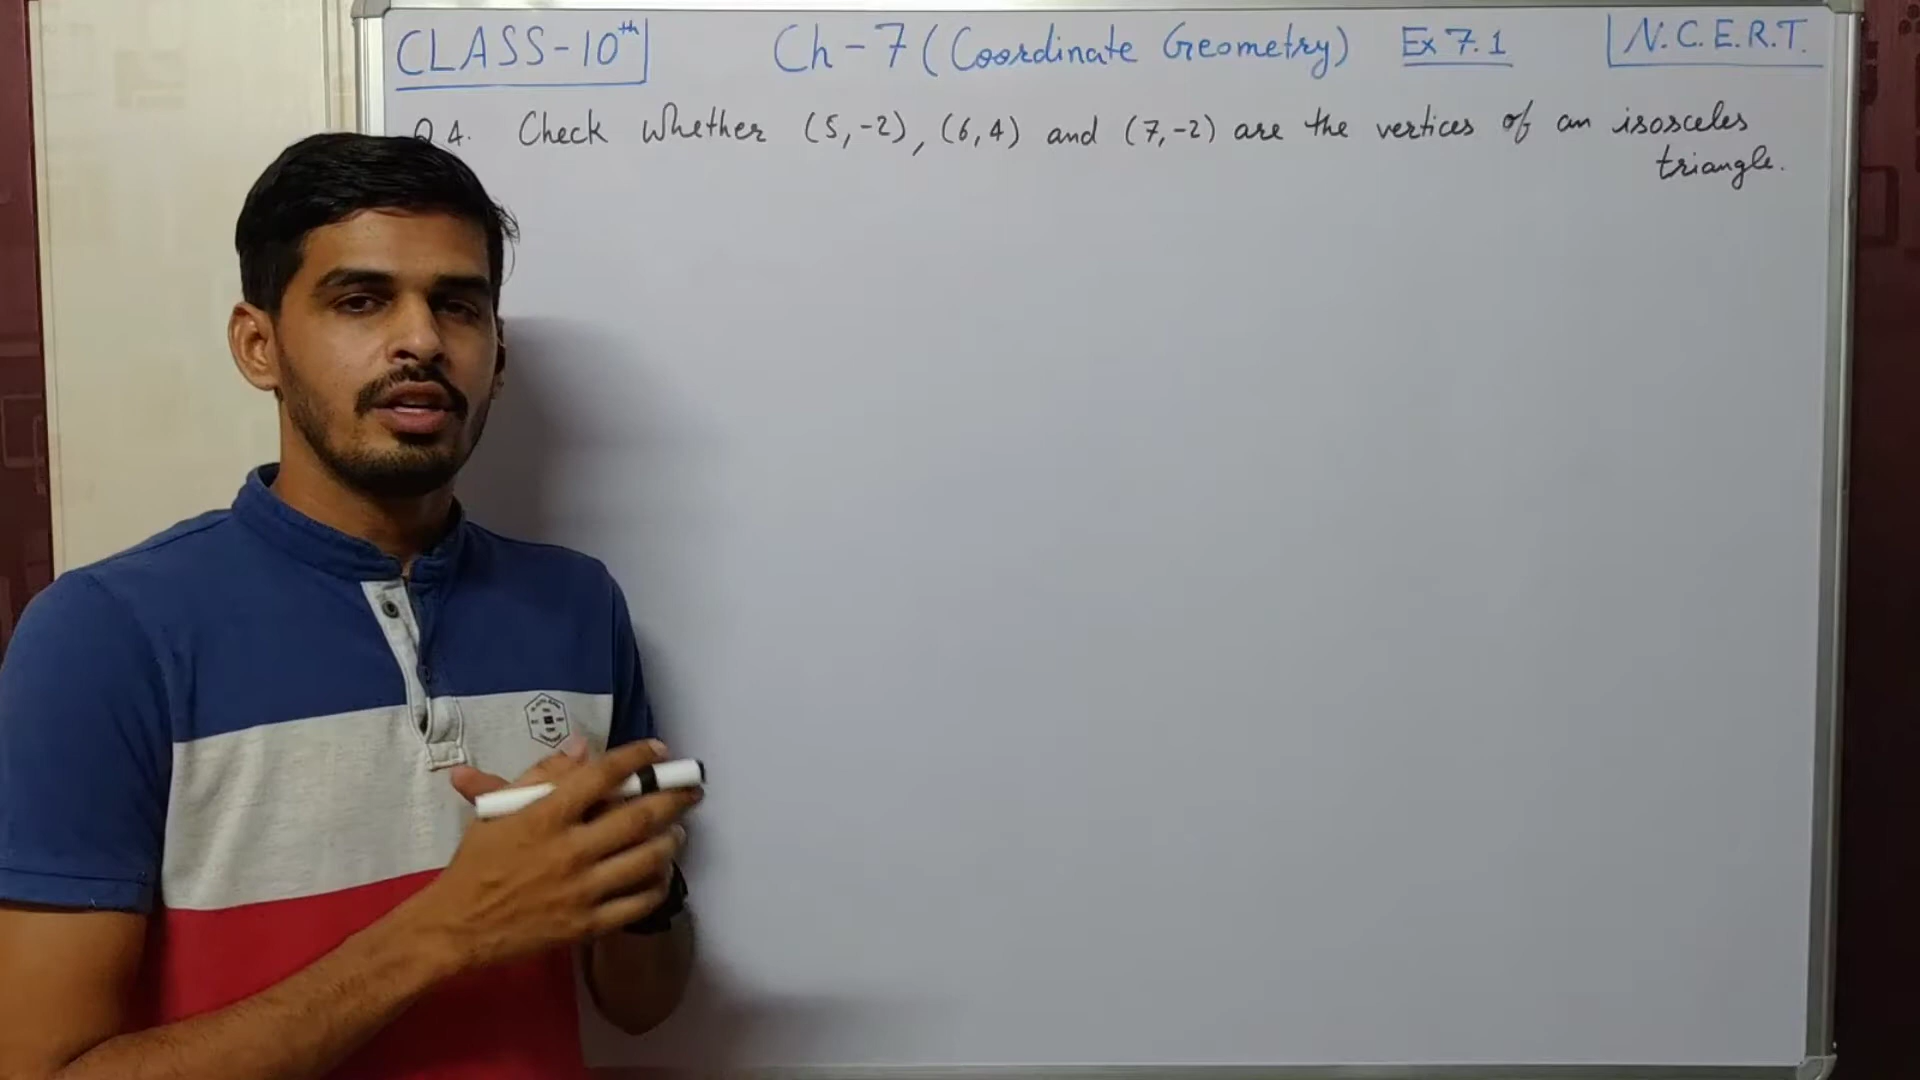 CLASS-10th Ch-7 (Coordinate Geometry) Ex 7.1 N.C.E.R.T.
Q 4. Check whether (5,-2), (6,4) and (7,-2) are the vertices of an isosceles
triangle.